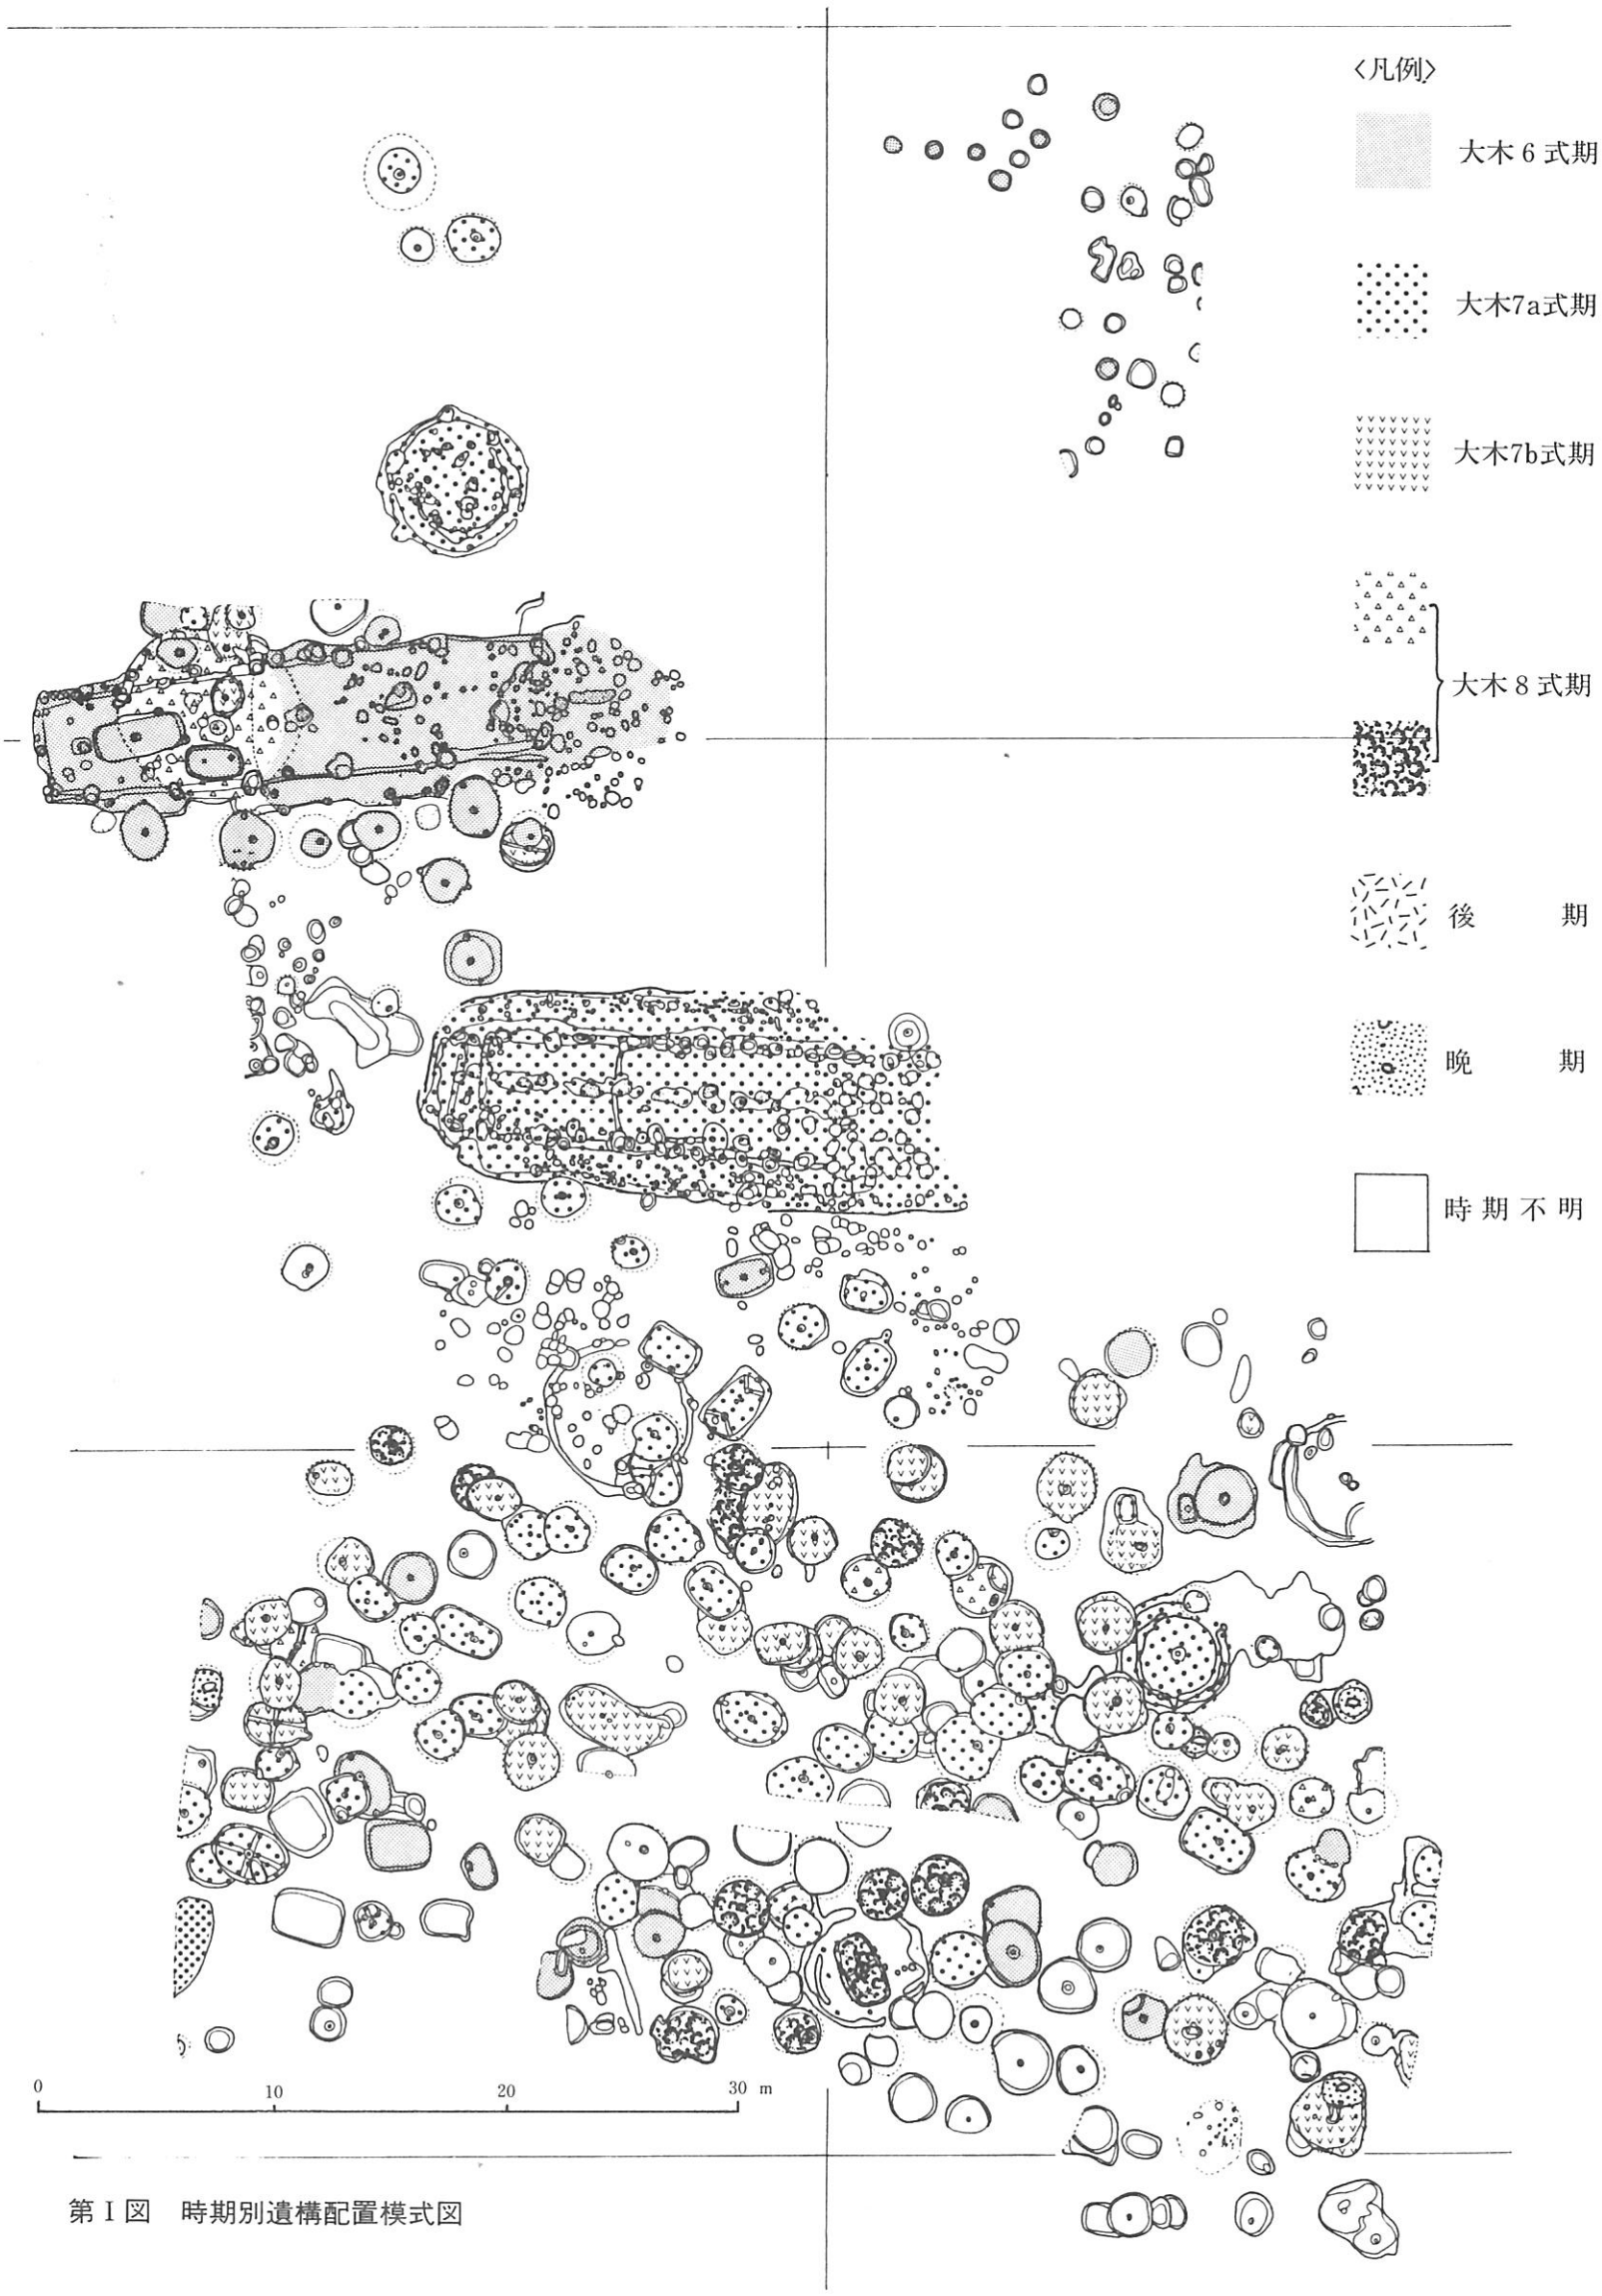 〈凡例〉
大木6式期
大木7a式期
大木7b式期
大木8式期
後　期
晩　期
時期不明
0 10 20 30 m
第Ⅰ図　時期別遺構配置模式図